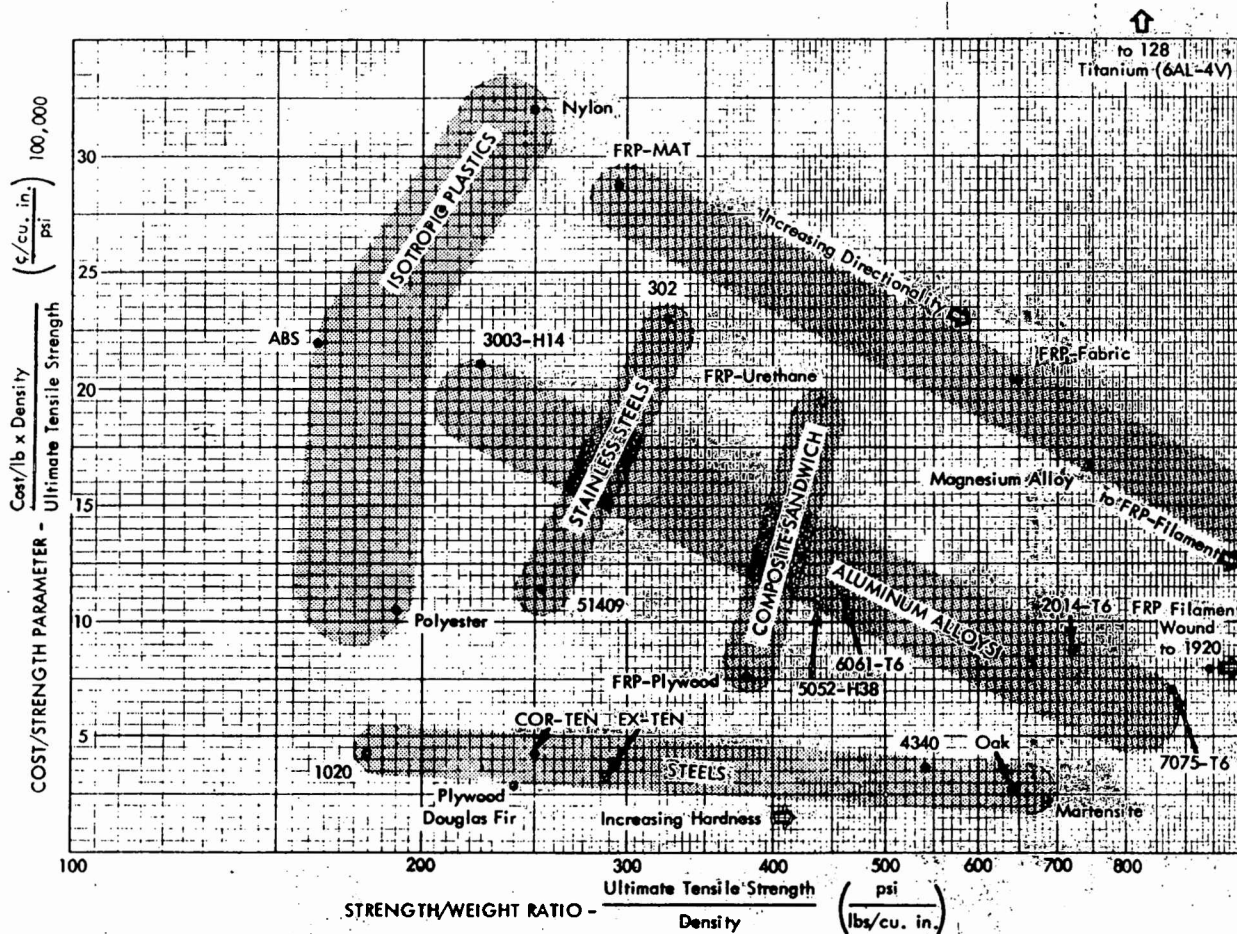 to 128
Titanium (6AL-4V)
COST/STRENGTH PARAMETER - Cost/lb x Density
Ultimate Tensile Strength
(¢/cu. in.
psi) 100,000
30
25
20
15
10
5
Nylon
FRP-MAT
ISOTROPIC PLASTICS
Increasing Directionality
302
ABS
3003-H14
FRP-Urethane
FRP-Fabric
STAINLESS STEELS
COMPOSITE-SANDWICH
Magnesium Alloy
to FRP-Filament
51409
ALUMINUM ALLOYS
2014-T6
FRP Filament
Wound
to 1920
Polyester
6061-T6
FRP-Plywood
5052-H38
COR-TEN
EX-TEN
4340
Oak
7075-T6
1020
STEELS
Plywood
Douglas Fir
Increasing Hardness
Martensite
100
200
300
400
500
600
700
800
STRENGTH/WEIGHT RATIO - Ultimate Tensile Strength
Density
(psi
lbs/cu. in.)